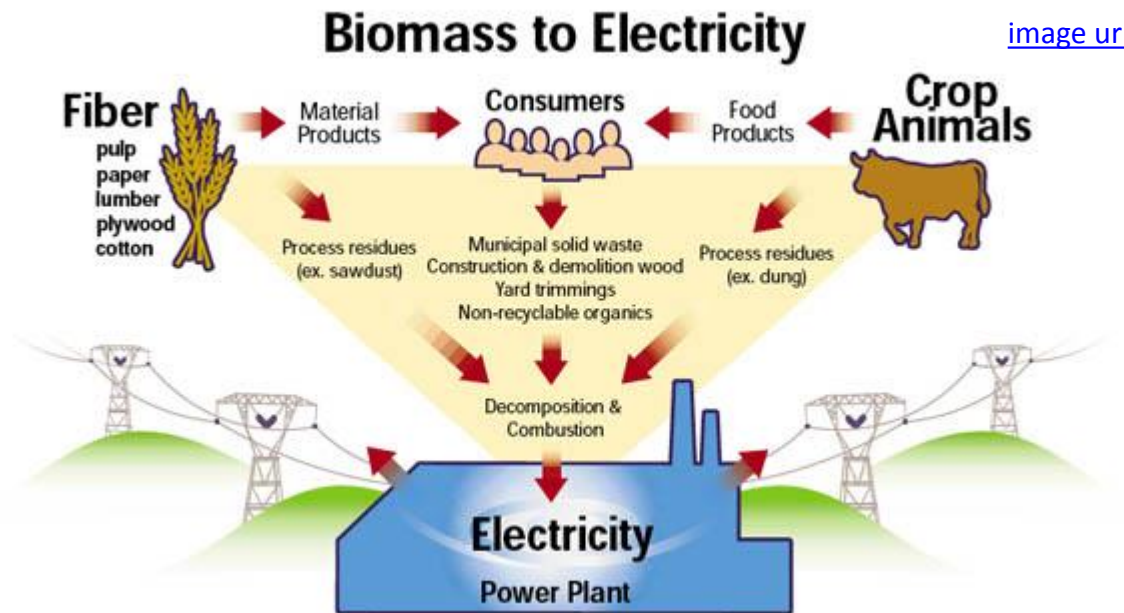 Biomass to Electricity
image ur
Fiber
pulp
paper
lumber
plywood
cotton
Material
Products
Consumers
Food
Products
Crop
Animals
Process residues
(ex. sawdust)
Municipal solid waste
Construction & demolition wood
Yard trimmings
Non-recyclable organics
Process residues
(ex. dung)
Decomposition &
Combustion
Electricity
Power Plant